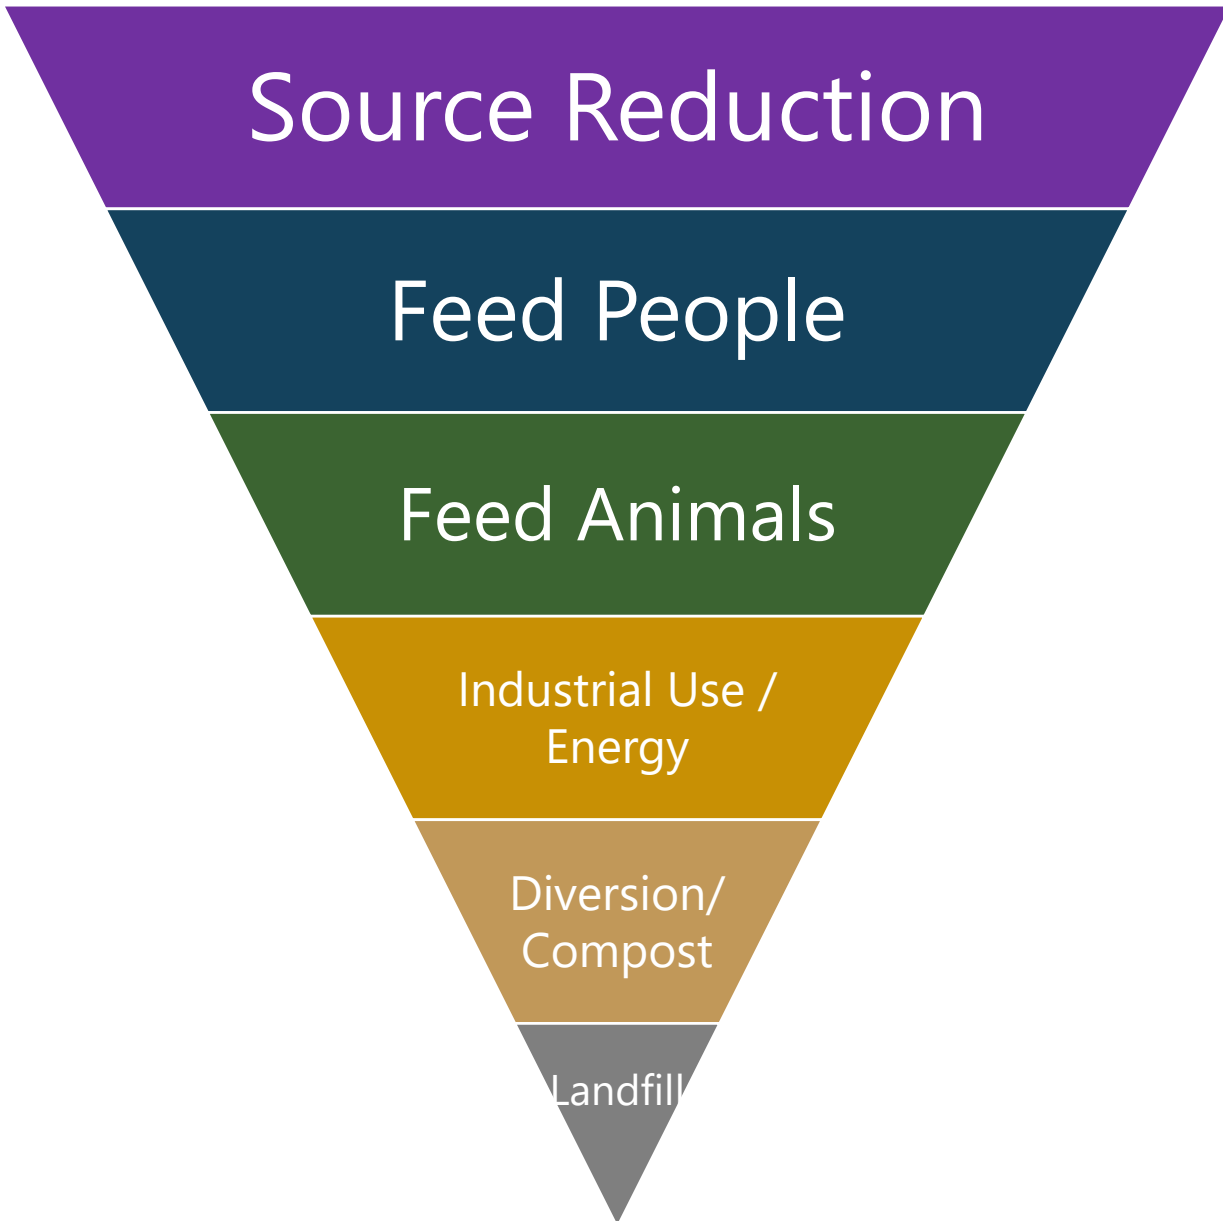 Source Reduction
Feed People
Feed Animals
Industrial Use /
Energy
Diversion/
Compost
Landfill